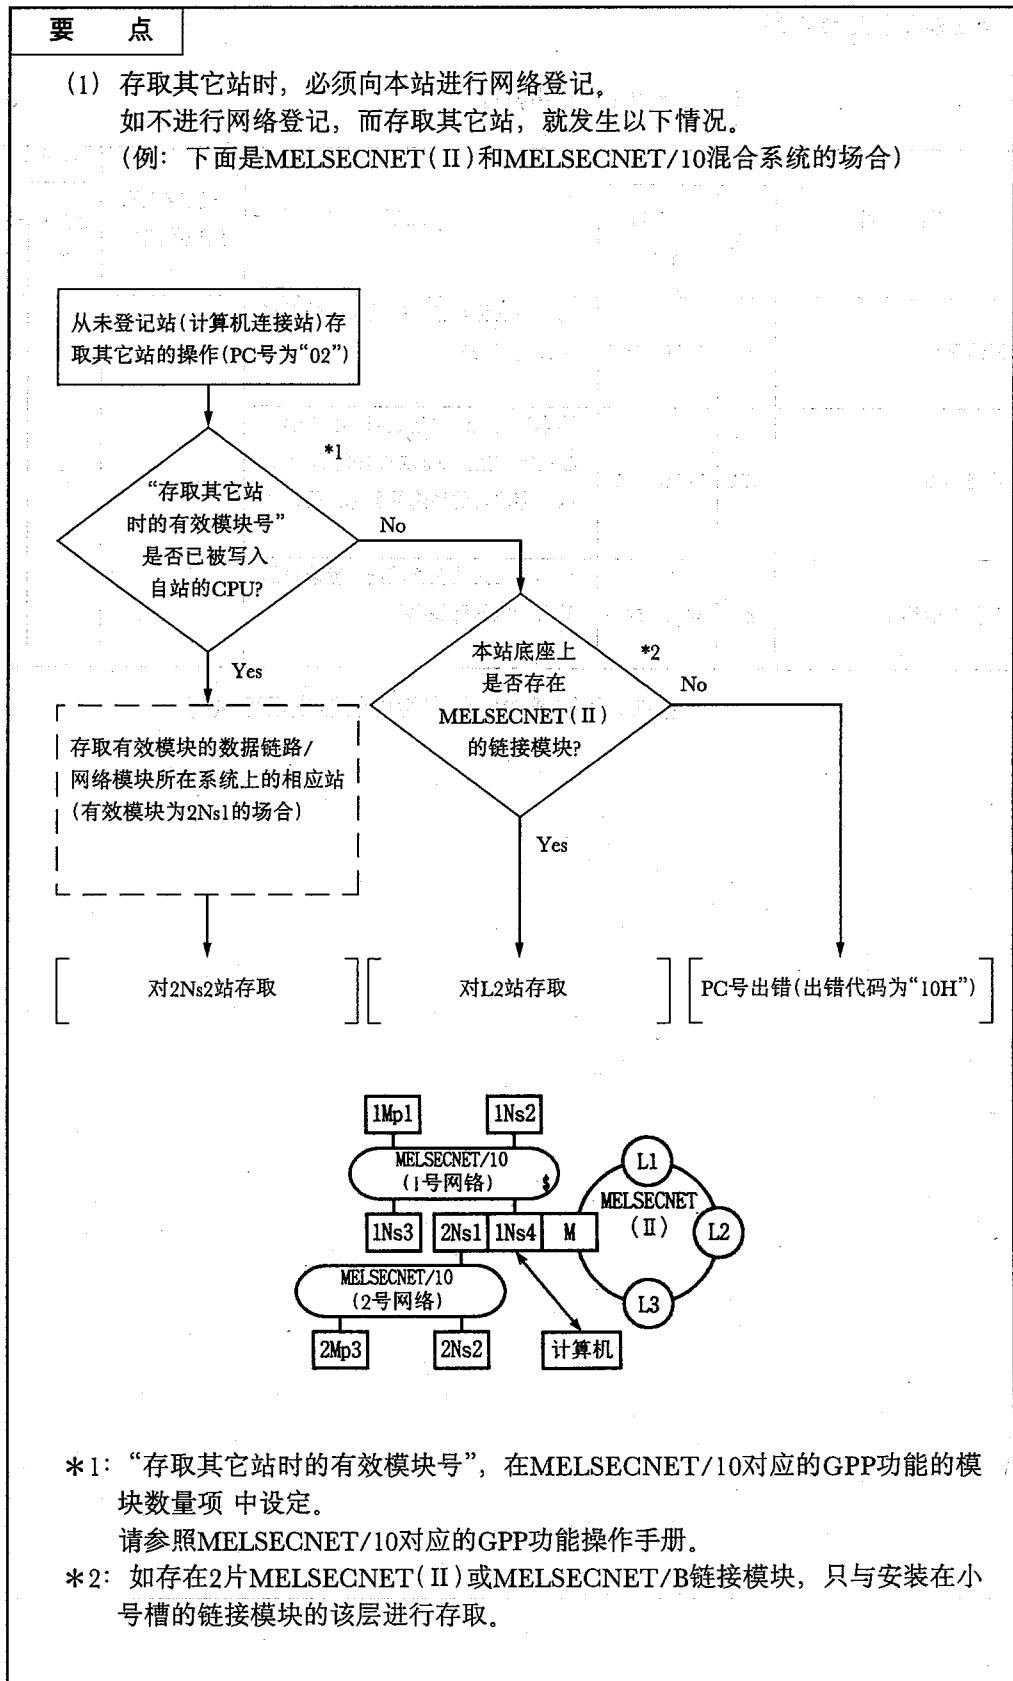 要 点
(1) 存取其它站时，必须向本站进行网络登记。
如不进行网络登记，而存取其它站，就发生以下情况。
(例：下面是MELSECNET(II)和MELSECNET/10混合系统的场合)
从未登记站(计算机连接站)存
取其它站的操作(PC号为“02”)
*1
“存取其它站
时的有效模块号”
是否已被写入
自站的CPU?
No
Yes
本站底座上
是否存在
MELSECNET(II)
的链接模块?
*2
No
Yes
存取有效模块的数据链路/
网络模块所在系统上的相应站
(有效模块为2Ns1的场合)
对2Ns2站存取
对L2站存取
PC号出错(出错代码为“10H”)
1Mp1
1Ns2
MELSECNET/10
(1号网铬)
$
1Ns3
2Ns1
1Ns4
M
L1
MELSECNET
(II)
L2
L3
MELSECNET/10
(2号网络)
2Mp3
2Ns2
计算机
*1：“存取其它站时的有效模块号”，在MELSECNET/10对应的GPP功能的模
块数量项 中设定。
请参照MELSECNET/10对应的GPP功能操作手册。
*2：如存在2片MELSECNET(II)或MELSECNET/B链接模块，只与安装在小
号槽的链接模块的该层进行存取。